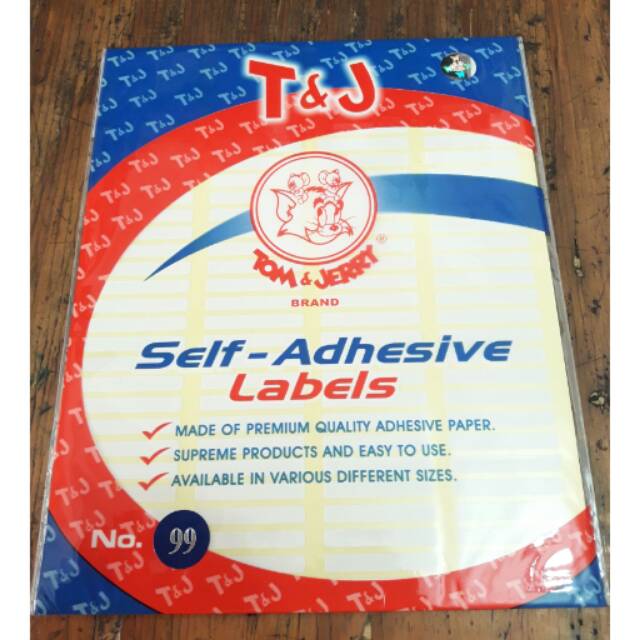 T&J
TOM & JERRY ®
BRAND
Self-Adhesive
Labels
MADE OF PREMIUM QUALITY ADHESIVE PAPER.
SUPREME PRODUCTS AND EASY TO USE.
AVAILABLE IN VARIOUS DIFFERENT SIZES.
No. 99